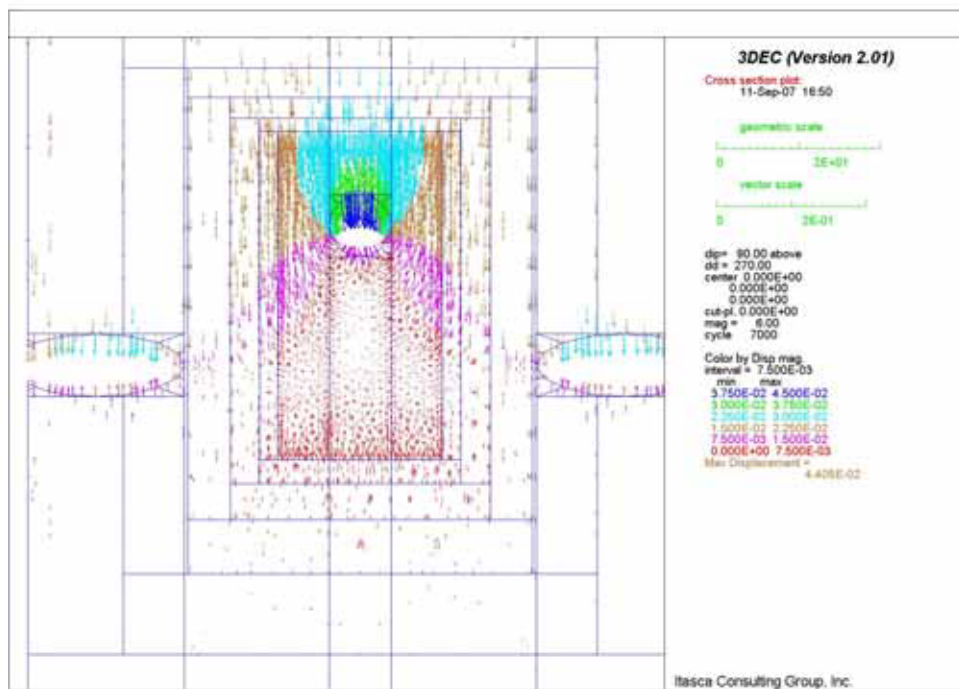 3DEC (Version 2.01)
Cross section plot:
11-Sep-07 16:50
geometric scale
0 2E+01
vector scale
0 2E-01
dip= 90.00 above
dd = 270.00
center 0.000E+00
0.000E+00
0.000E+00
cut-pl. 0.000E+00
mag = 6.00
cycle 7000
Color by Disp mag.
interval = 7.500E-03
min max
3.750E-02 4.500E-02
3.000E-02 3.750E-02
2.250E-02 3.000E-02
1.500E-02 2.250E-02
7.500E-03 1.500E-02
0.000E+00 7.500E-03
Max Displacement =
4.405E-02
A
Itasca Consulting Group, Inc.